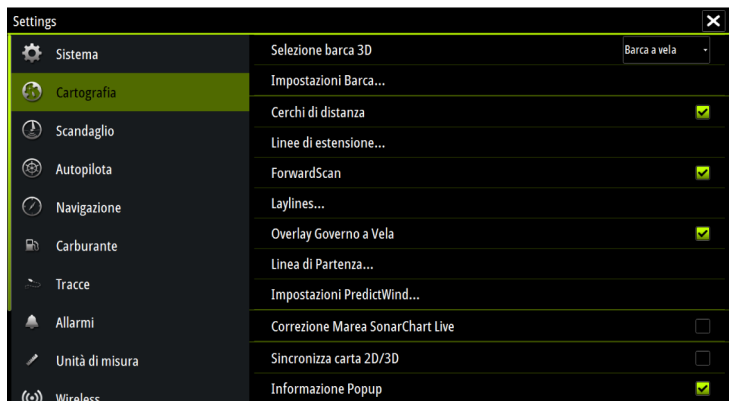 Settings
Sistema
Cartografia
Scandaglio
Autopilota
Navigazione
Carburante
Tracce
Allarmi
Unità di misura
Wireless
Selezione barca 3D Barca a vela
Impostazioni Barca...
Cerchi di distanza
Linee di estensione...
ForwardScan
Laylines...
Overlay Governo a Vela
Linea di Partenza...
Impostazioni PredictWind...
Correzione Marea SonarChart Live
Sincronizza carta 2D/3D
Informazione Popup